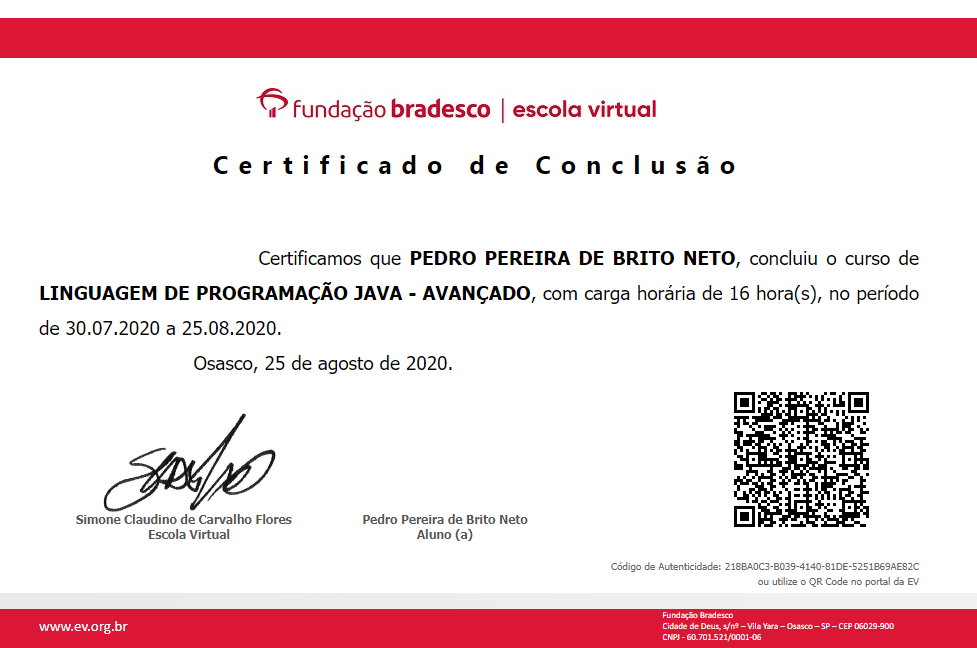 fundação bradesco | escola virtual
Certificado de Conclusão
Certificamos que PEDRO PEREIRA DE BRITO NETO, concluiu o curso de
LINGUAGEM DE PROGRAMAÇÃO JAVA - AVANÇADO, com carga horária de 16 hora(s), no período
de 30.07.2020 a 25.08.2020.
Osasco, 25 de agosto de 2020.
Simone Claudino de Carvalho Flores
Escola Virtual
Pedro Pereira de Brito Neto
Aluno (a)
Código de Autenticidade: 218BA0C3-B039-4140-81DE-5251B69AE82C
ou utilize o QR Code no portal da EV
www.ev.org.br
Fundação Bradesco
Cidade de Deus, s/nº – Vila Yara – Osasco – SP – CEP 06029-900
CNPJ - 60.701.521/0001-06